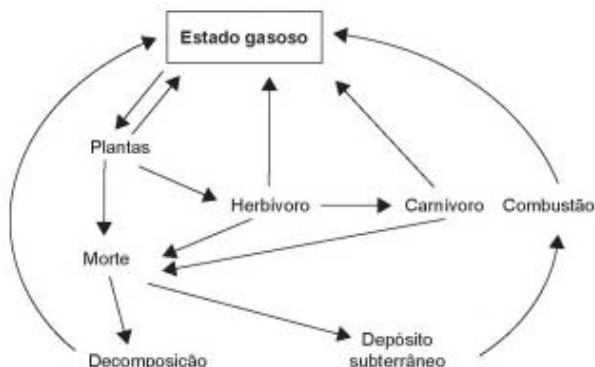 Estado gasoso
Plantas
Herbívoro
Carnívoro
Combustão
Morte
Decomposição
Depósito
subterrâneo